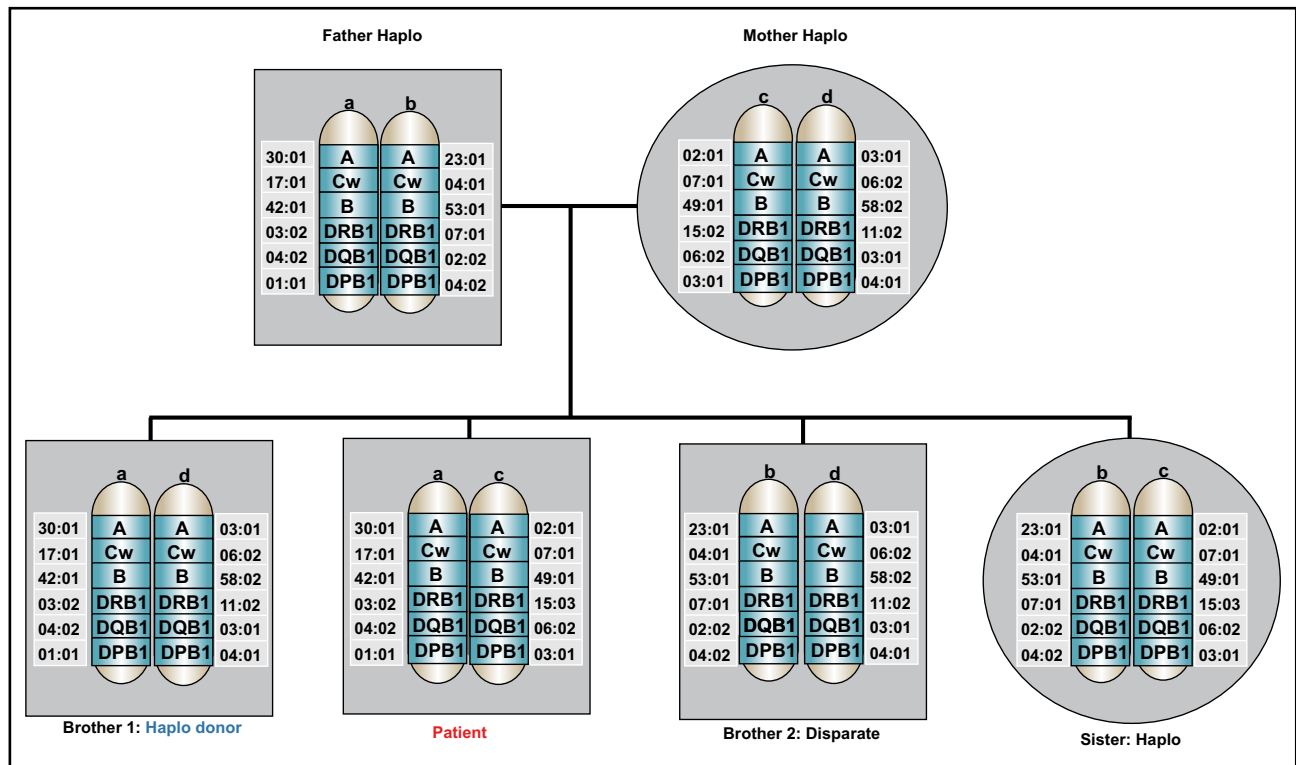 Father Haplo
Mother Haplo
a b
c d
30:01 A A 23:01
17:01 Cw Cw 04:01
42:01 B B 53:01
03:02 DRB1 DRB1 07:01
04:02 DQB1 DQB1 02:02
01:01 DPB1 DPB1 04:02
02:01 A A 03:01
07:01 Cw Cw 06:02
49:01 B B 58:02
15:02 DRB1 DRB1 11:02
06:02 DQB1 DQB1 03:01
03:01 DPB1 DPB1 04:01
a d
30:01 A A 03:01
17:01 Cw Cw 06:02
42:01 B B 58:02
03:02 DRB1 DRB1 11:02
04:02 DQB1 DQB1 03:01
01:01 DPB1 DPB1 04:01
Brother 1: Haplo donor
a c
30:01 A A 02:01
17:01 Cw Cw 07:01
42:01 B B 49:01
03:02 DRB1 DRB1 15:03
04:02 DQB1 DQB1 06:02
01:01 DPB1 DPB1 03:01
Patient
b d
23:01 A A 03:01
04:01 Cw Cw 06:02
53:01 B B 58:02
07:01 DRB1 DRB1 11:02
02:02 DQB1 DQB1 03:01
04:02 DPB1 DPB1 04:01
Brother 2: Disparate
b c
23:01 A A 02:01
04:01 Cw Cw 07:01
53:01 B B 49:01
07:01 DRB1 DRB1 15:03
02:02 DQB1 DQB1 06:02
04:02 DPB1 DPB1 03:01
Sister: Haplo